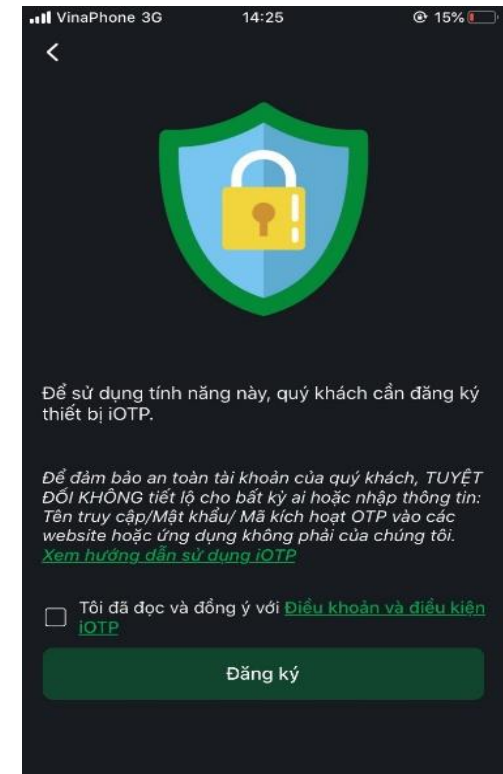 VinaPhone 3G 14:25 15%
Để sử dụng tính năng này, quý khách cần đăng ký
thiết bị iOTP.
Để đảm bảo an toàn tài khoản của quý khách, TUYỆT
ĐỐI KHÔNG tiết lộ cho bất kỳ ai hoặc nhập thông tin:
Tên truy cập/Mật khẩu/ Mã kích hoạt OTP vào các
website hoặc ứng dụng không phải của chúng tôi.
Xem hướng dẫn sử dụng iOTP
Tôi đã đọc và đồng ý với Điều khoản và điều kiện
iOTP
Đăng ký